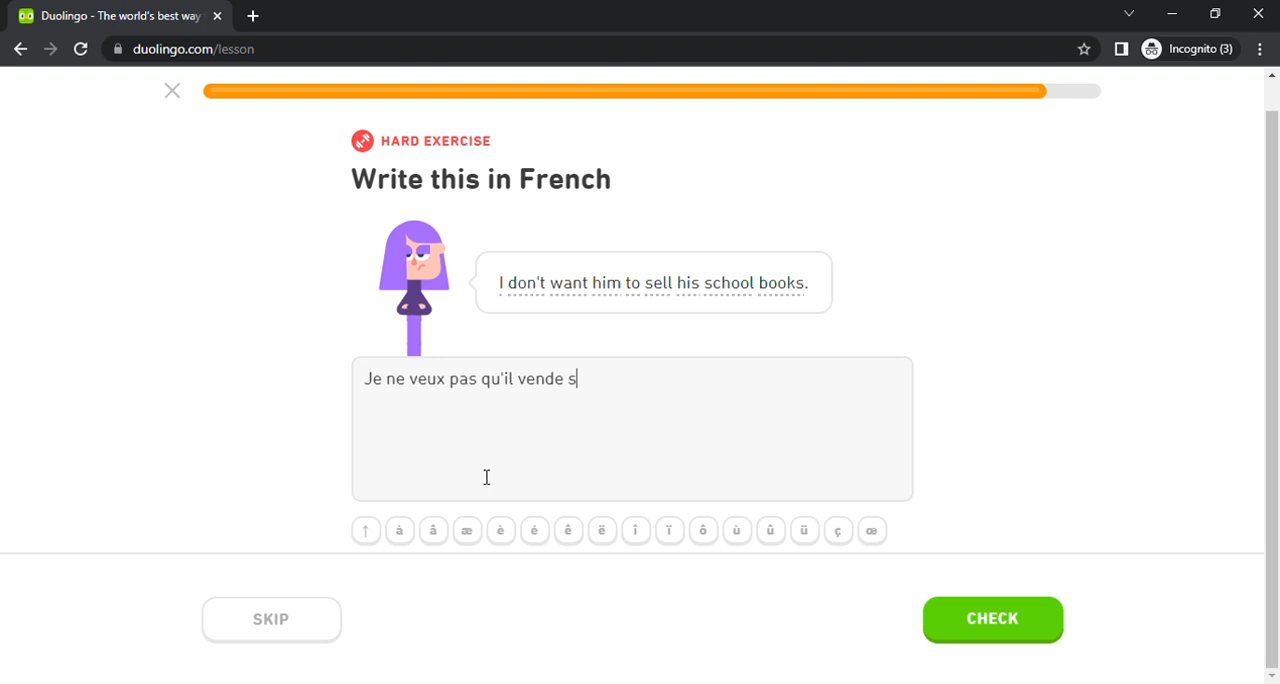 Duolingo - The world's best way
duolingo.com/lesson
Incognito (3)
HARD EXERCISE
Write this in French
I don't want him to sell his school books.
Je ne veux pas qu'il vende s
↑ à â æ è é ê ë î ï ô ù û ü ç œ
SKIP
CHECK